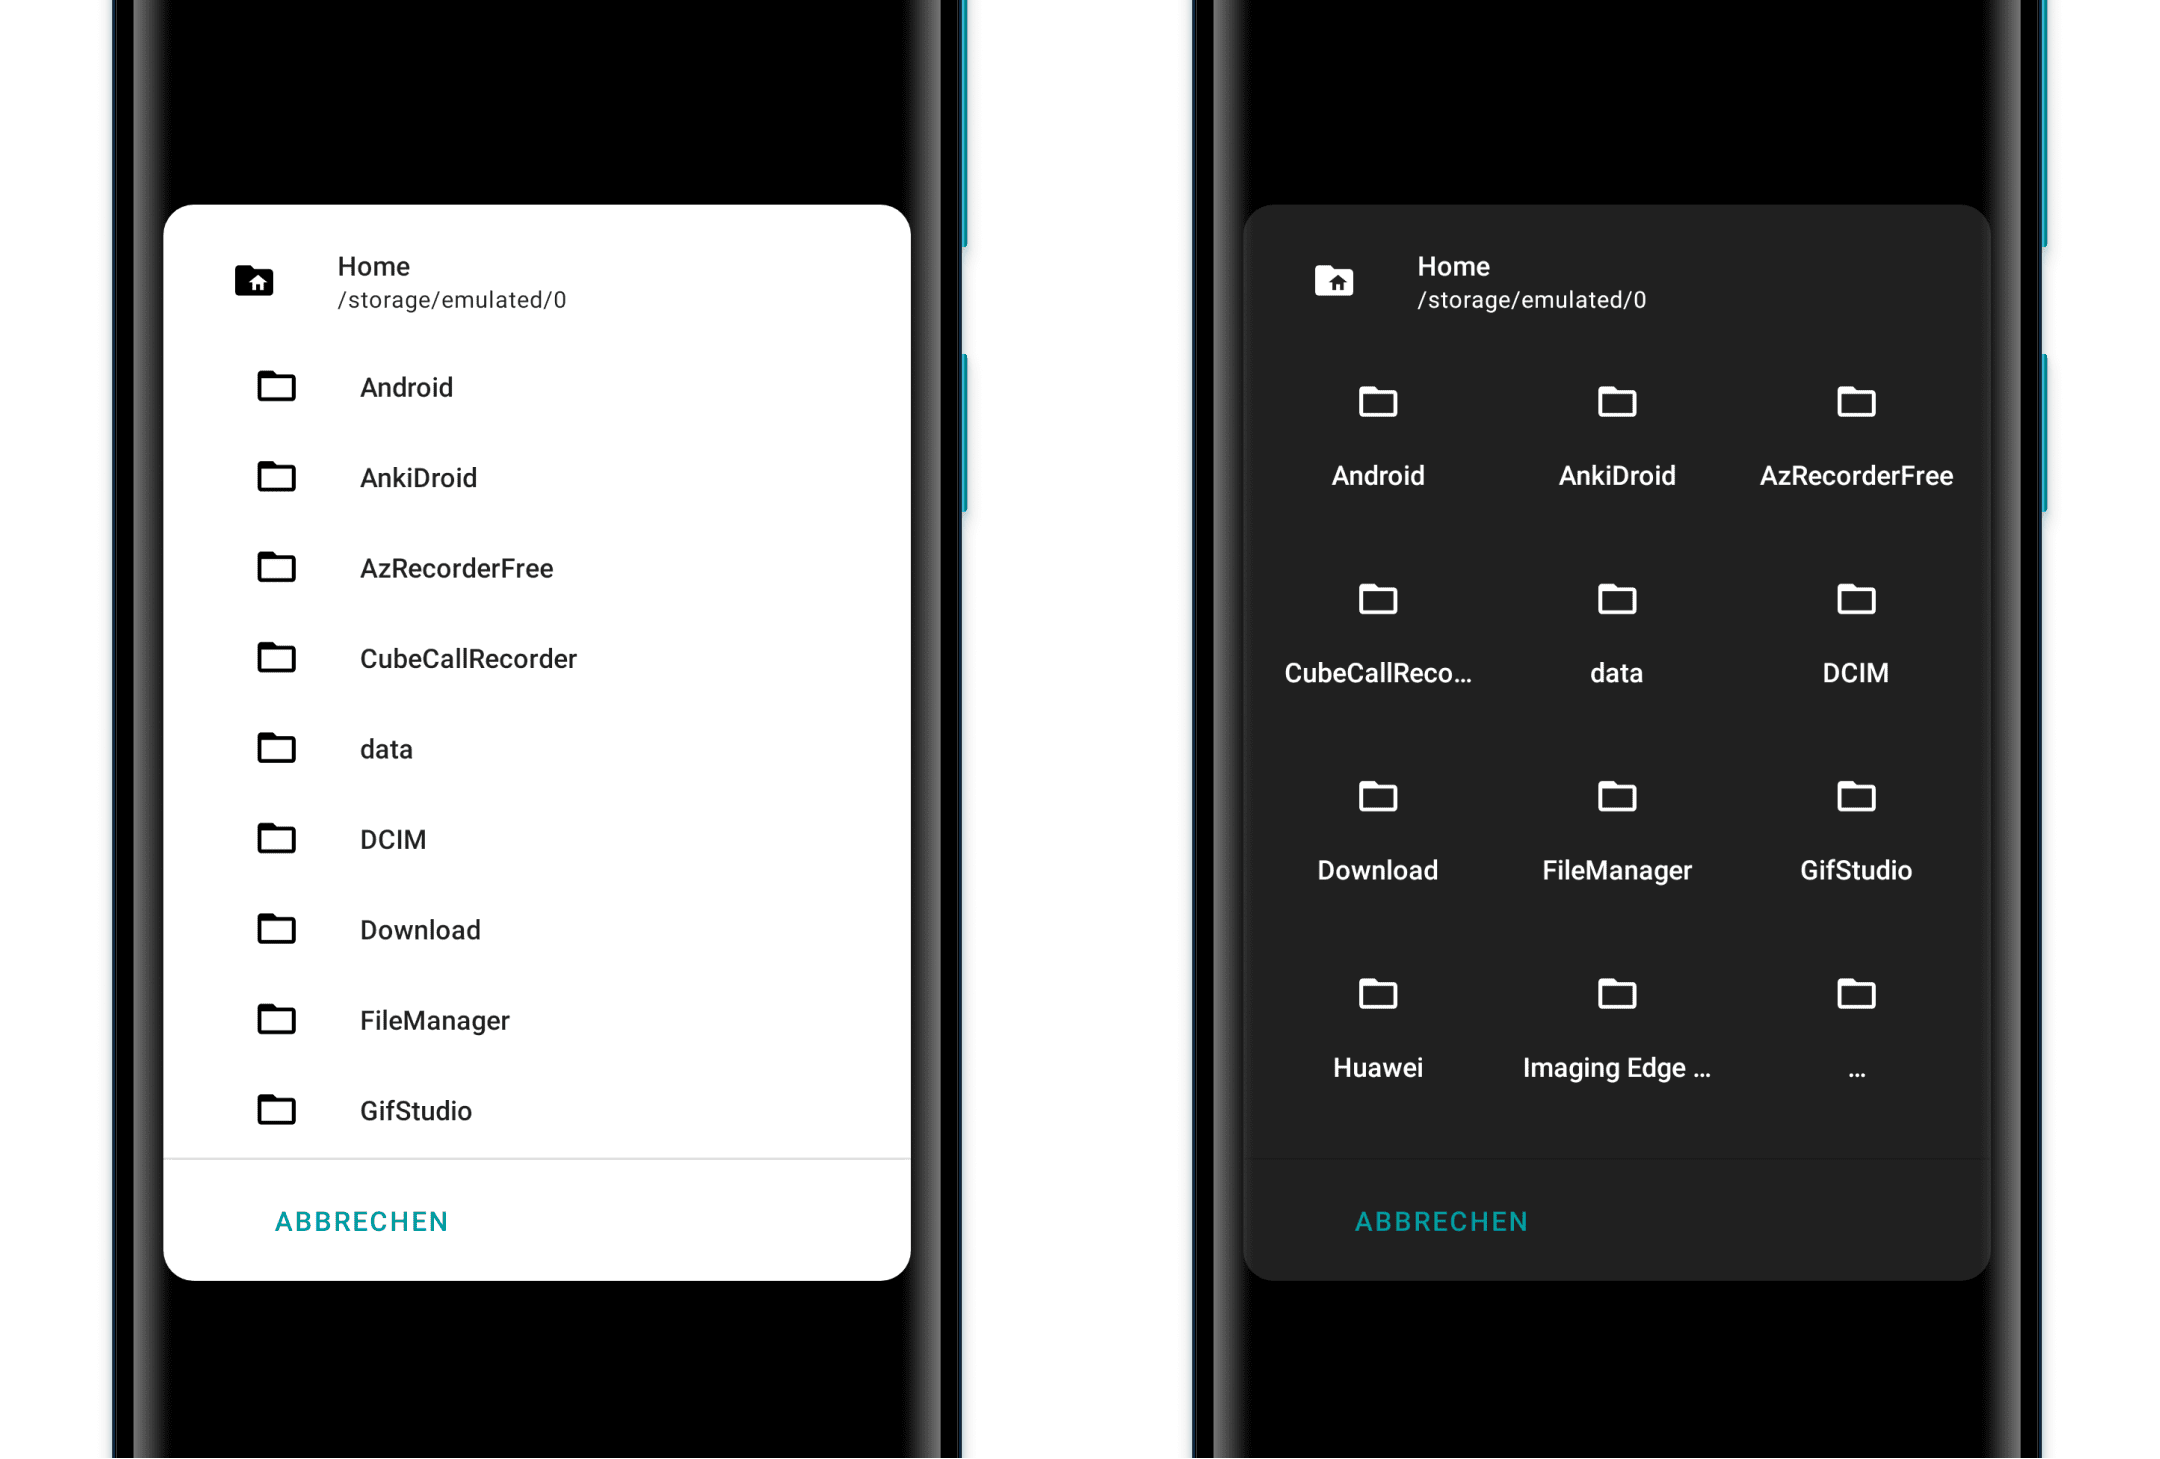 Home
/storage/emulated/0
Android
AnkiDroid
AzRecorderFree
CubeCallRecorder
data
DCIM
Download
FileManager
GifStudio
ABBRECHEN
Home
/storage/emulated/0
Android AnkiDroid AzRecorderFree
CubeCallReco... data DCIM
Download FileManager GifStudio
Huawei Imaging Edge ... ...
ABBRECHEN